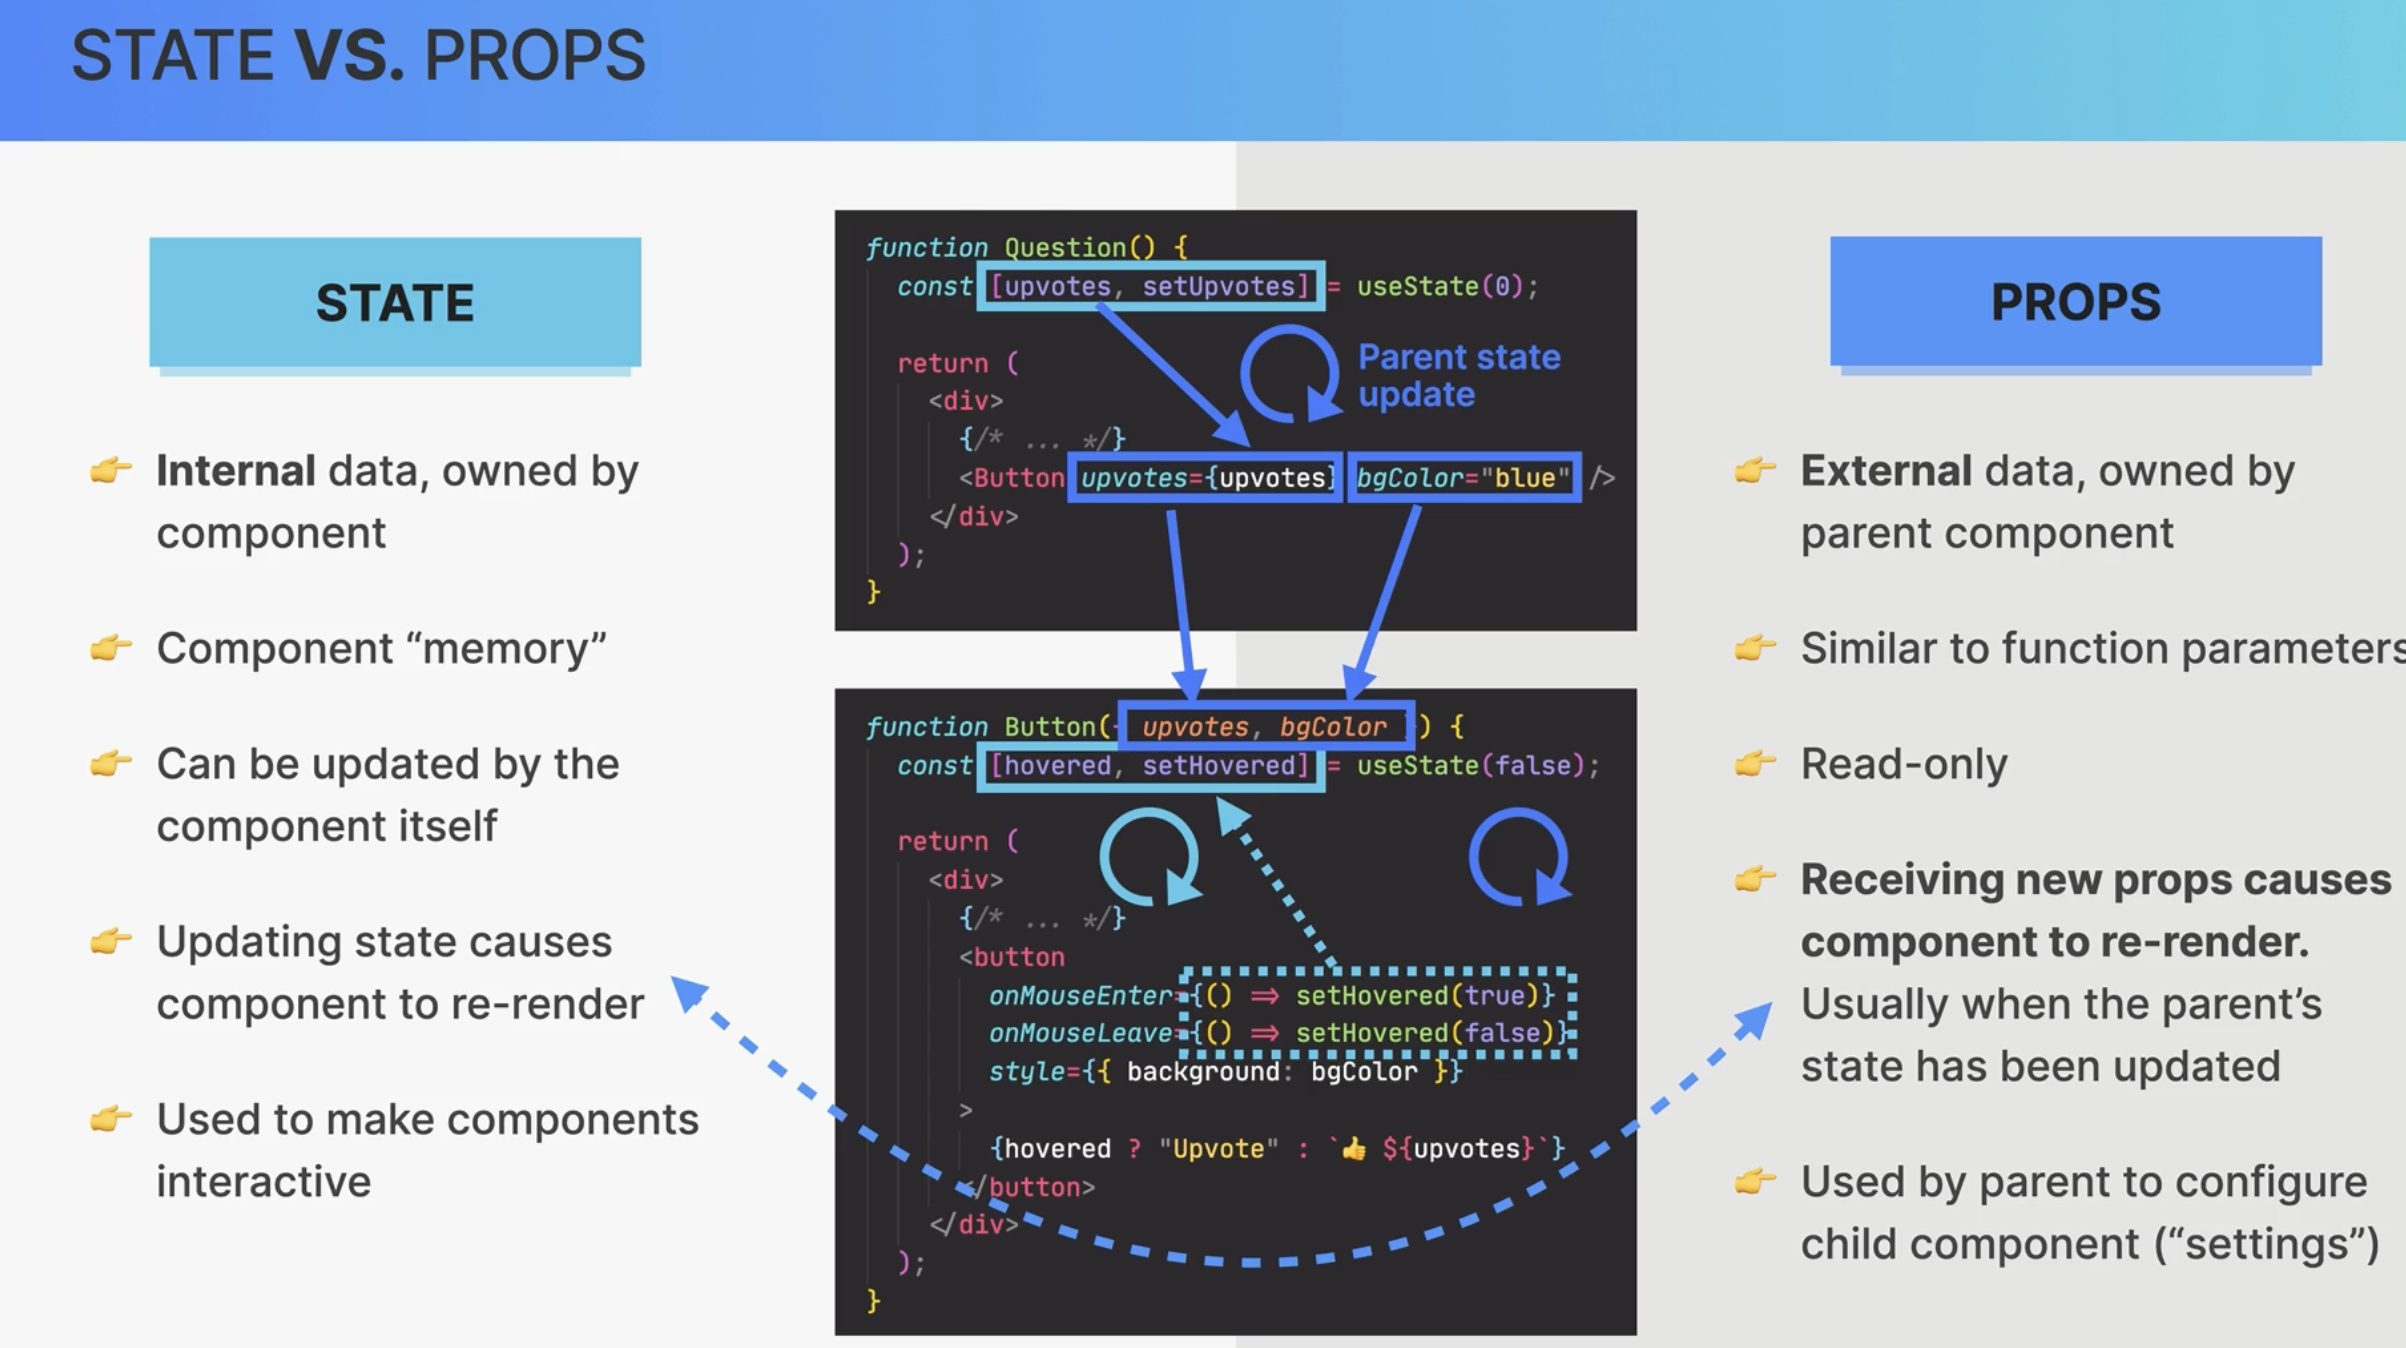 STATE VS. PROPS
STATE
👉 Internal data, owned by
component
👉 Component “memory”
👉 Can be updated by the
component itself
👉 Updating state causes
component to re-render
👉 Used to make components
interactive
function Question() {
const [upvotes, setUpvotes] = useState(0);
return (
<div>
{/* ... */}
<Button upvotes={upvotes} bgColor="blue" />
</div>
);
}
Parent state
update
function Button({ upvotes, bgColor }) {
const [hovered, setHovered] = useState(false);
return (
<div>
{/* ... */}
<button
onMouseEnter={() => setHovered(true)}
onMouseLeave={() => setHovered(false)}
style={{ background: bgColor }}
>
{hovered ? "Upvote" : `👍 ${upvotes}`}
</button>
</div>
);
}
PROPS
👉 External data, owned by
parent component
👉 Similar to function parameters
👉 Read-only
👉 Receiving new props causes
component to re-render.
Usually when the parent’s
state has been updated
👉 Used by parent to configure
child component (“settings”)